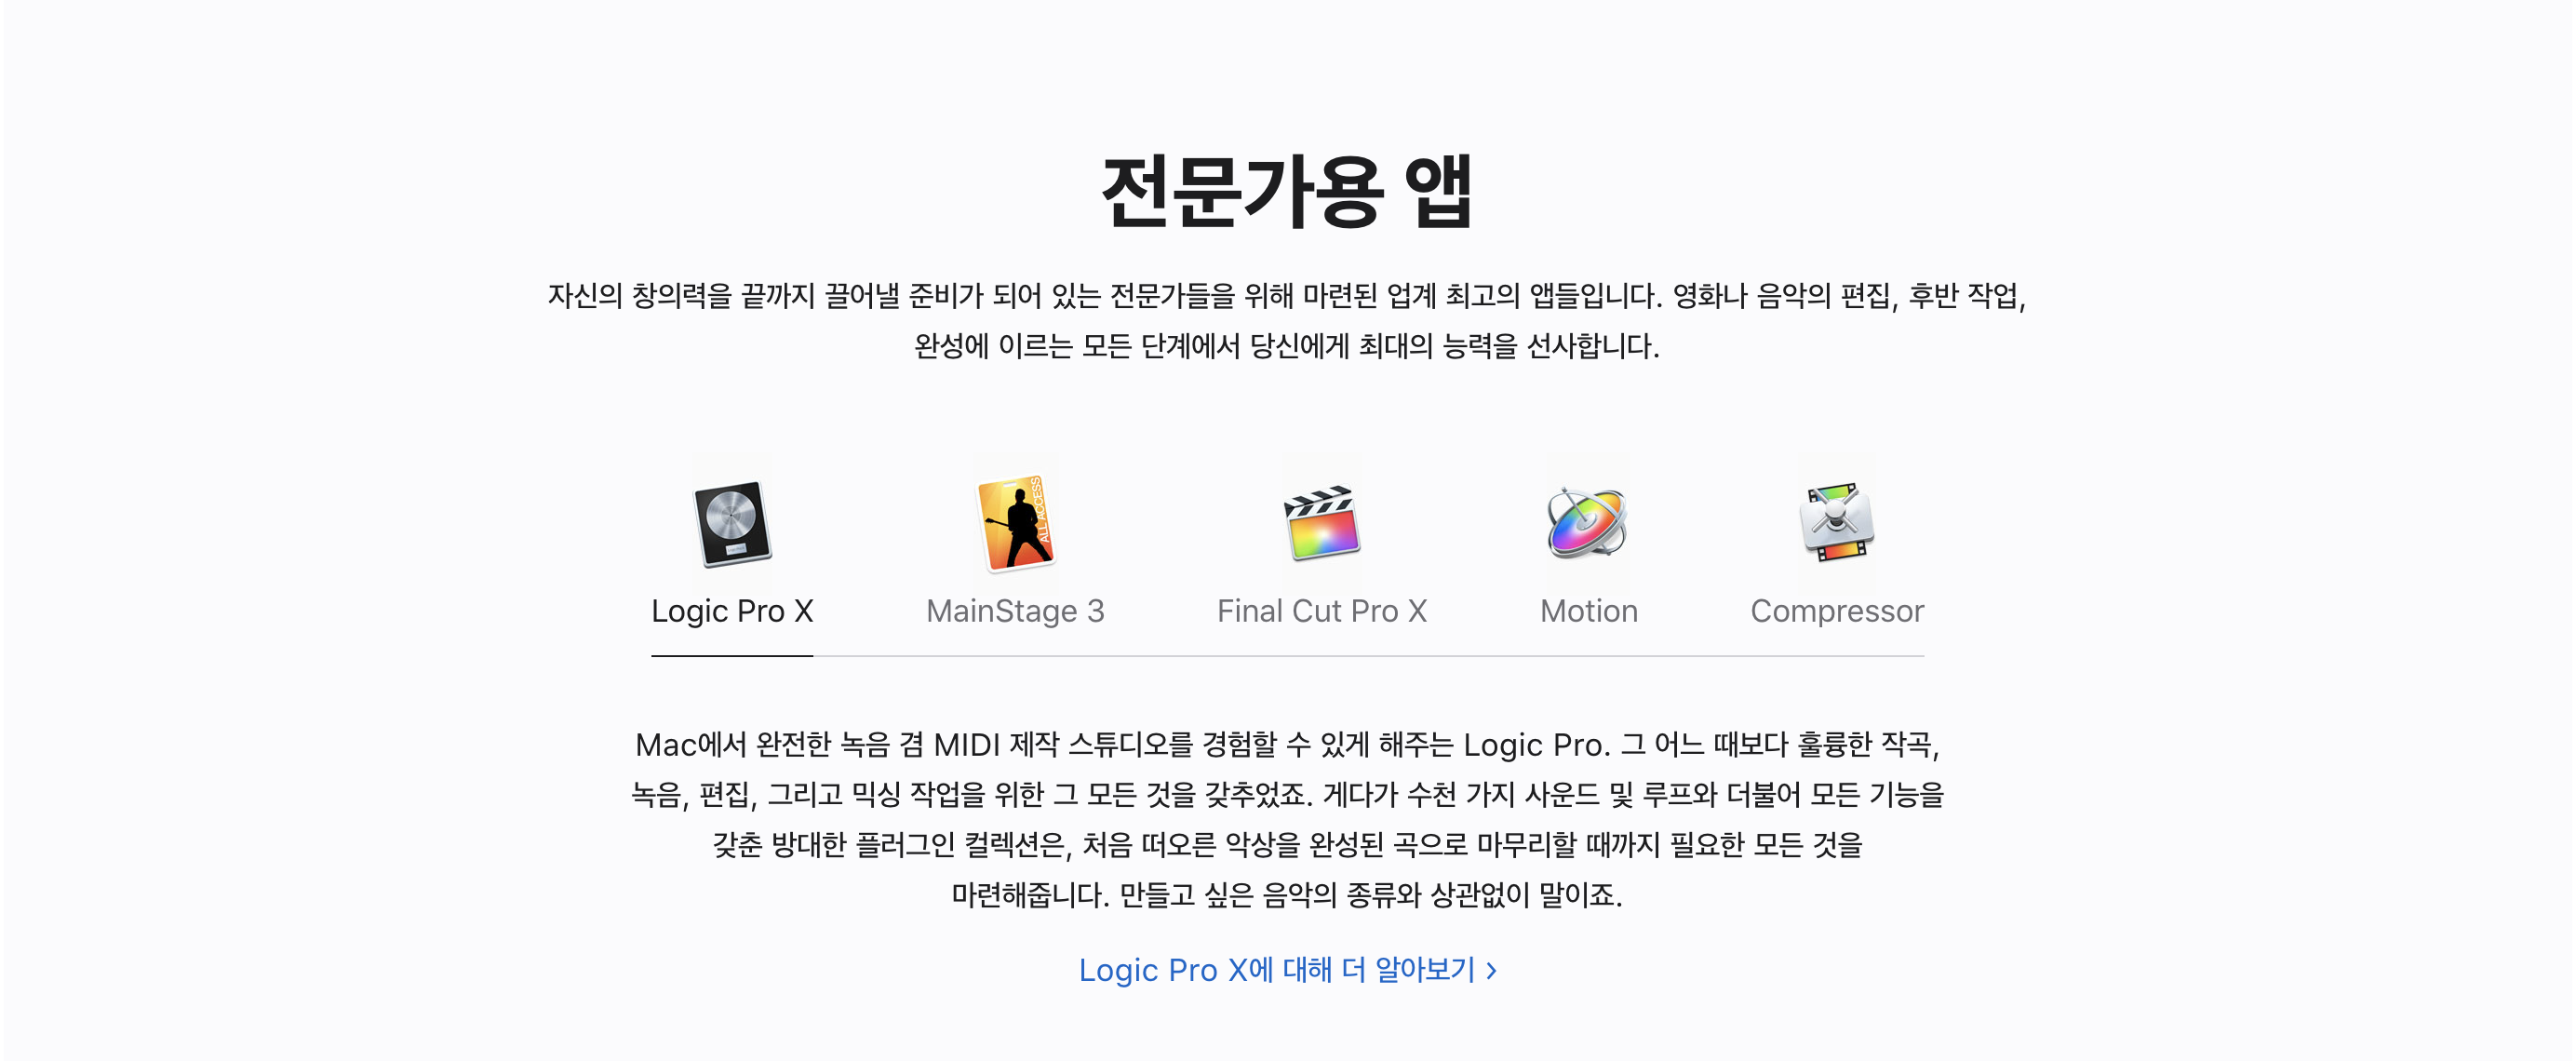 전문가용 앱
자신의 창의력을 끝까지 끌어낼 준비가 되어 있는 전문가들을 위해 마련된 업계 최고의 앱들입니다. 영화나 음악의 편집, 후반 작업,
완성에 이르는 모든 단계에서 당신에게 최대의 능력을 선사합니다.
ALL ACCESS
Logic Pro X MainStage 3 Final Cut Pro X Motion Compressor
Mac에서 완전한 녹음 겸 MIDI 제작 스튜디오를 경험할 수 있게 해주는 Logic Pro. 그 어느 때보다 훌륭한 작곡,
녹음, 편집, 그리고 믹싱 작업을 위한 그 모든 것을 갖추었죠. 게다가 수천 가지 사운드 및 루프와 더불어 모든 기능을
갖춘 방대한 플러그인 컬렉션은, 처음 떠오른 악상을 완성된 곡으로 마무리할 때까지 필요한 모든 것을
마련해줍니다. 만들고 싶은 음악의 종류와 상관없이 말이죠.
Logic Pro X에 대해 더 알아보기 >